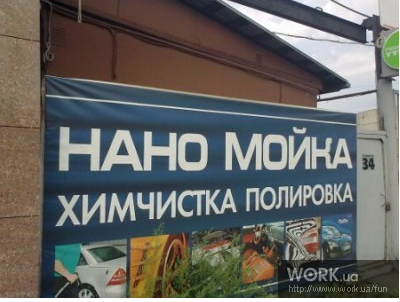 НАНО МОЙКА
34
ХИМЧИСТКА ПОЛИРОВКА
WORK.ua
http://www.work.ua/fun